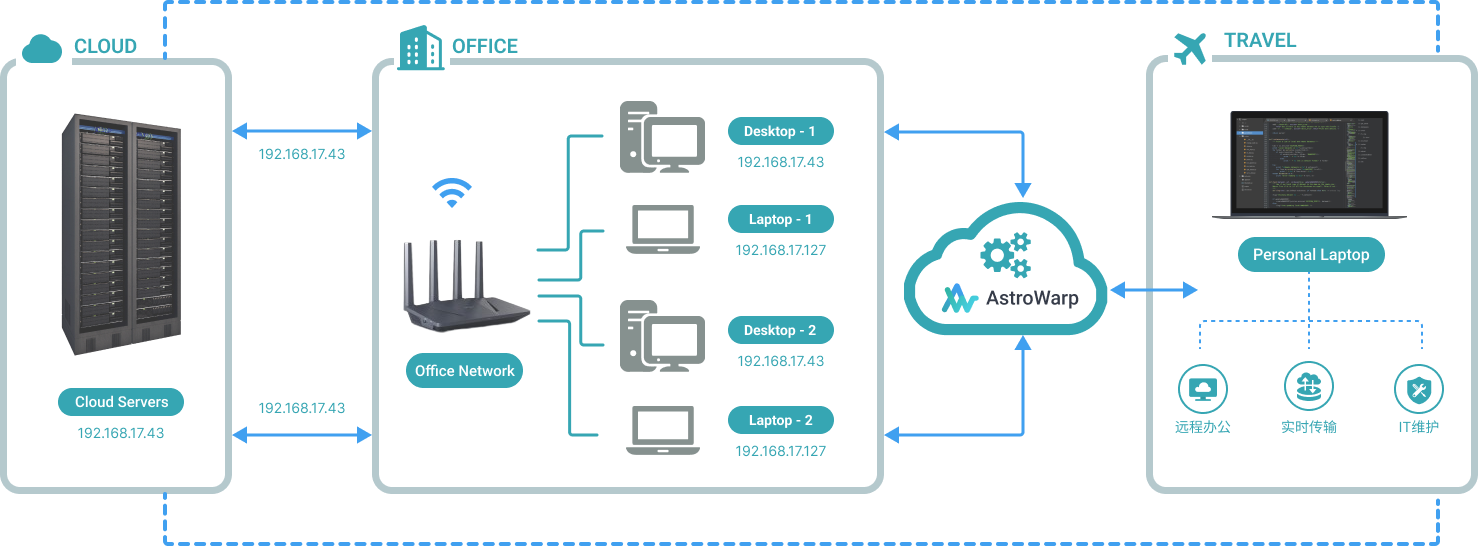 CLOUD
Cloud Servers
192.168.17.43
192.168.17.43
192.168.17.43
OFFICE
Office Network
Desktop - 1
192.168.17.43
Laptop - 1
192.168.17.127
Desktop - 2
192.168.17.43
Laptop - 2
192.168.17.127
AstroWarp
TRAVEL
Personal Laptop
远程办公
实时传输
IT维护